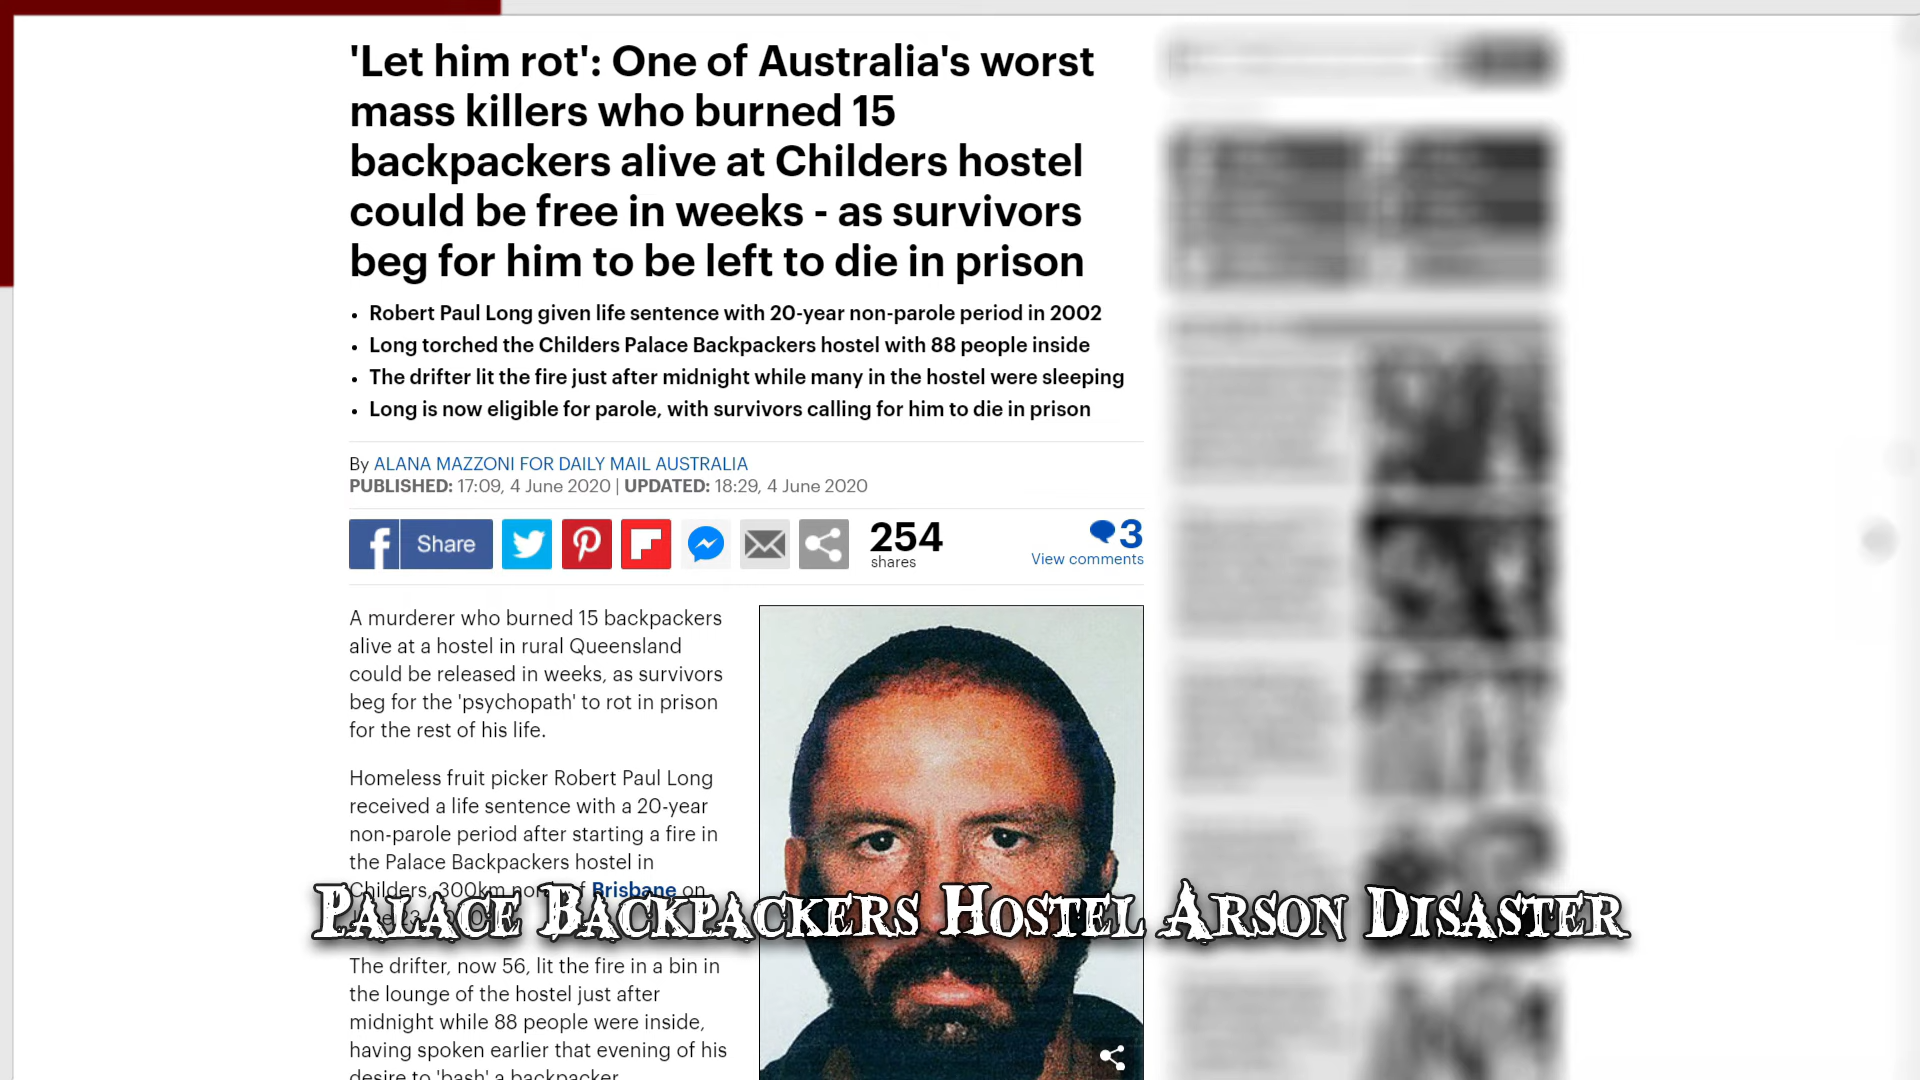 'Let him rot': One of Australia's worst
mass killers who burned 15
backpackers alive at Childers hostel
could be free in weeks - as survivors
beg for him to be left to die in prison
• Robert Paul Long given life sentence with 20-year non-parole period in 2002
• Long torched the Childers Palace Backpackers hostel with 88 people inside
• The drifter lit the fire just after midnight while many in the hostel were sleeping
• Long is now eligible for parole, with survivors calling for him to die in prison
By ALANA MAZZONI FOR DAILY MAIL AUSTRALIA
PUBLISHED: 17:09, 4 June 2020 | UPDATED: 18:29, 4 June 2020
f Share
254
shares
3
View comments
A murderer who burned 15 backpackers
alive at a hostel in rural Queensland
could be released in weeks, as survivors
beg for the 'psychopath' to rot in prison
for the rest of his life.
Homeless fruit picker Robert Paul Long
received a life sentence with a 20-year
non-parole period after starting a fire in
the Palace Backpackers hostel in
Childers, 300km Brisbane on
Palace Backpackers Hostel Arson Disaster
The drifter, now 56, lit the fire in a bin in
the lounge of the hostel just after
midnight while 88 people were inside,
having spoken earlier that evening of his
desire to 'bash' a backpacker.